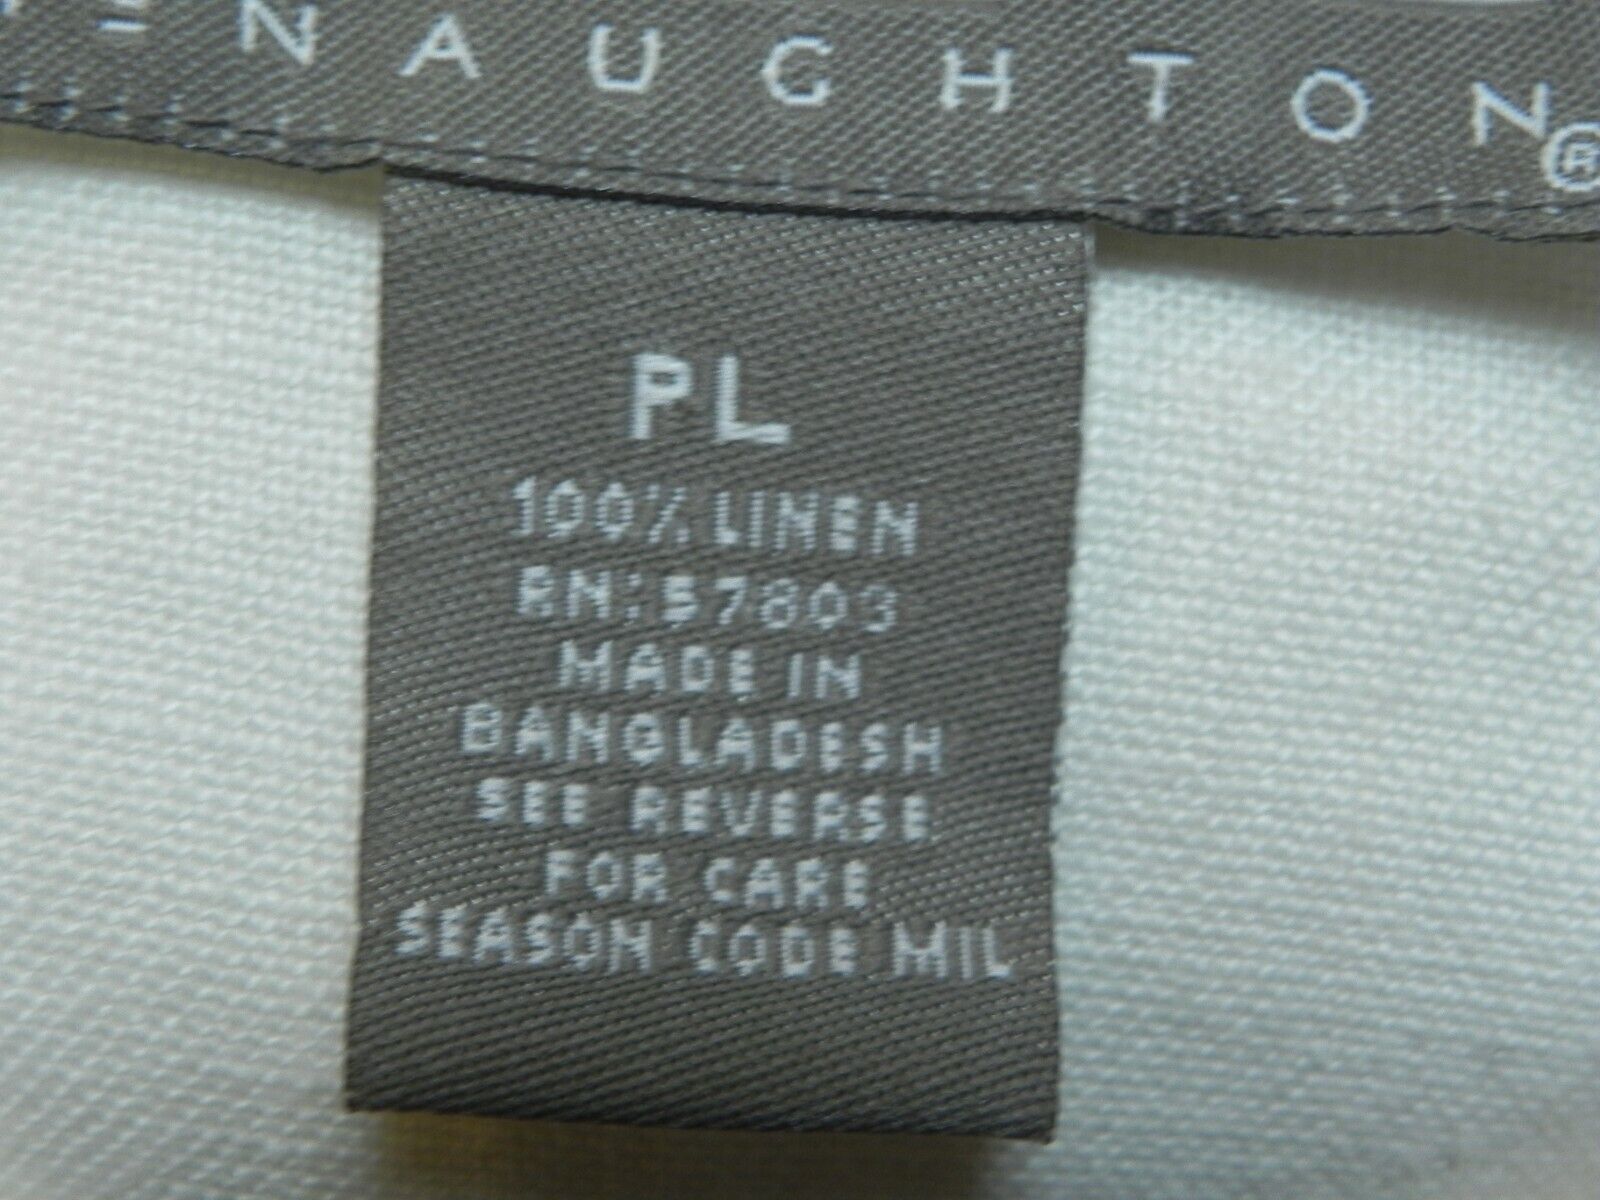 NAUGHTON®
PL
100% LINEN
RN: 57803
MADE IN
BANGLADESH
SEE REVERSE
FOR CARE
SEASON CODE MIL